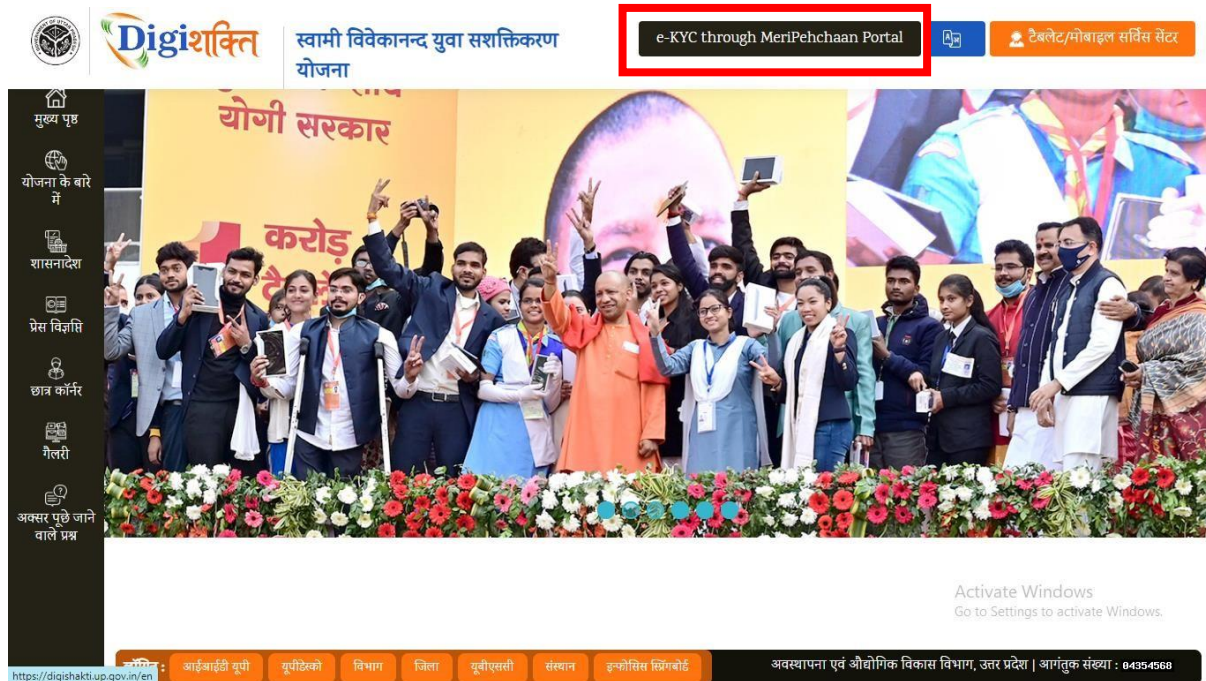 Digiशक्ति
स्वामी विवेकानन्द युवा सशक्तिकरण
योजना
e-KYC through MeriPehchaan Portal
टैबलेट/मोबाइल सर्विस सेंटर
मुख्य पृष्ठ
योजना के बारे
में
शासनादेश
प्रेस विज्ञप्ति
छात्र कॉर्नर
गैलरी
अक्सर पूछे जाने
वाले प्रश्न
योगी सरकार
1 करोड़
Activate Windows
Go to Settings to activate Windows.
आईआईडी यूपी
यूपीडेस्को
विभाग
जिला
यूबीएससी
संस्थान
इन्फोसिस स्प्रिंगबोर्ड
अवस्थापना एवं औद्योगिक विकास विभाग, उत्तर प्रदेश | आगंतुक संख्या : 04354568
https://digishakti.up.gov.in/en